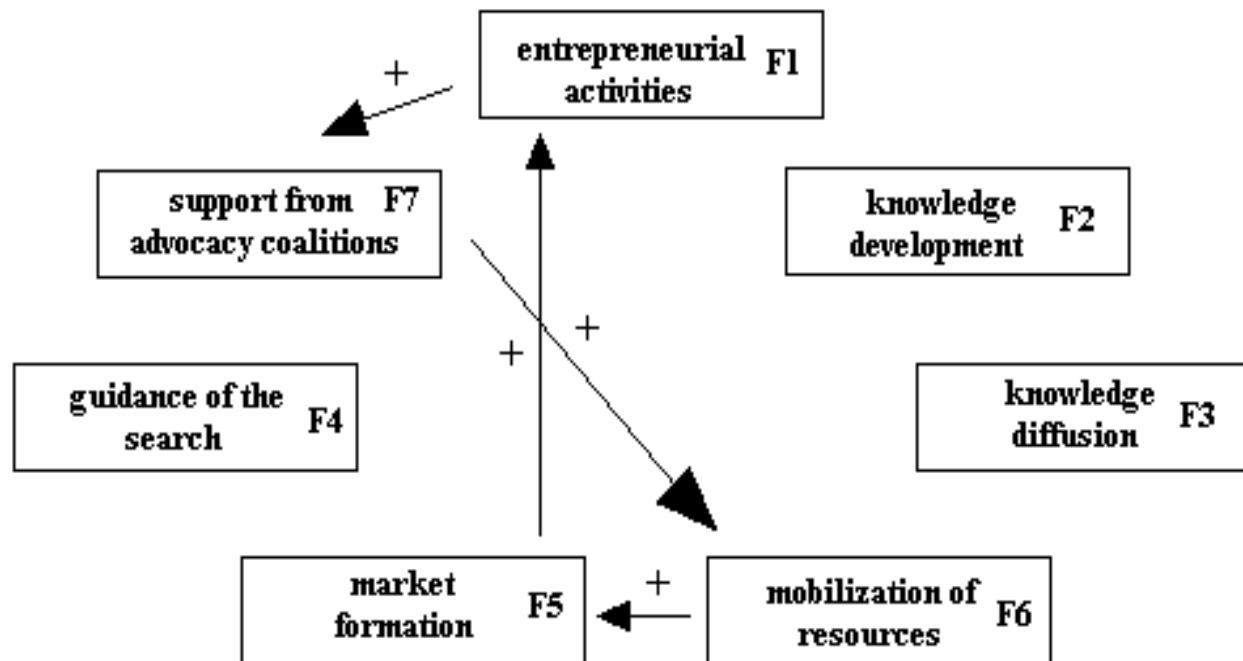 entrepreneurial F1
activities
+
support from F7
advocacy coalitions
knowledge F2
development
+
+
guidance of the F4
search
knowledge F3
diffusion
market F5
formation
+
mobilization of F6
resources